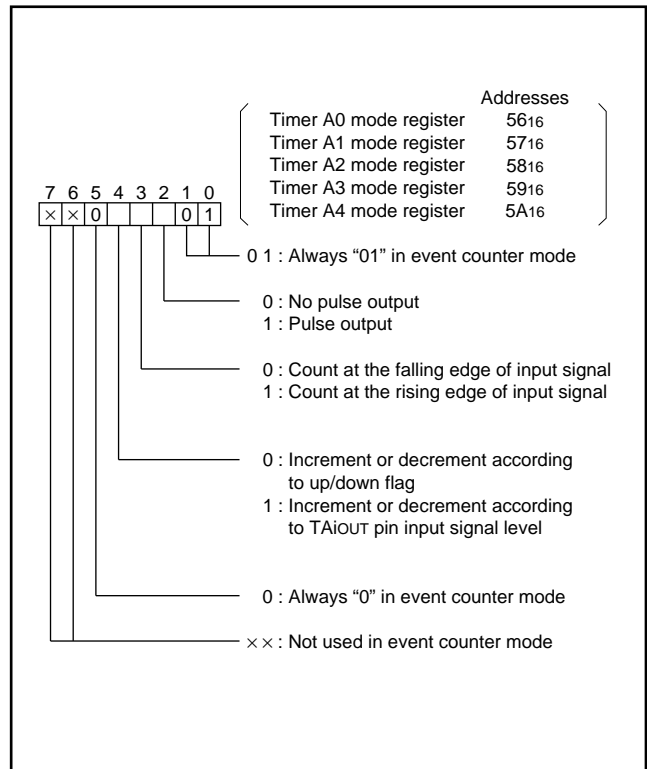 Addresses
Timer A0 mode register 5616
Timer A1 mode register 5716
Timer A2 mode register 5816
Timer A3 mode register 5916
Timer A4 mode register 5A16
7 6 5 4 3 2 1 0
× × 0 0 1
0 1 : Always “01” in event counter mode
0 : No pulse output
1 : Pulse output
0 : Count at the falling edge of input signal
1 : Count at the rising edge of input signal
0 : Increment or decrement according
to up/down flag
1 : Increment or decrement according
to TAiOUT pin input signal level
0 : Always “0” in event counter mode
×× : Not used in event counter mode